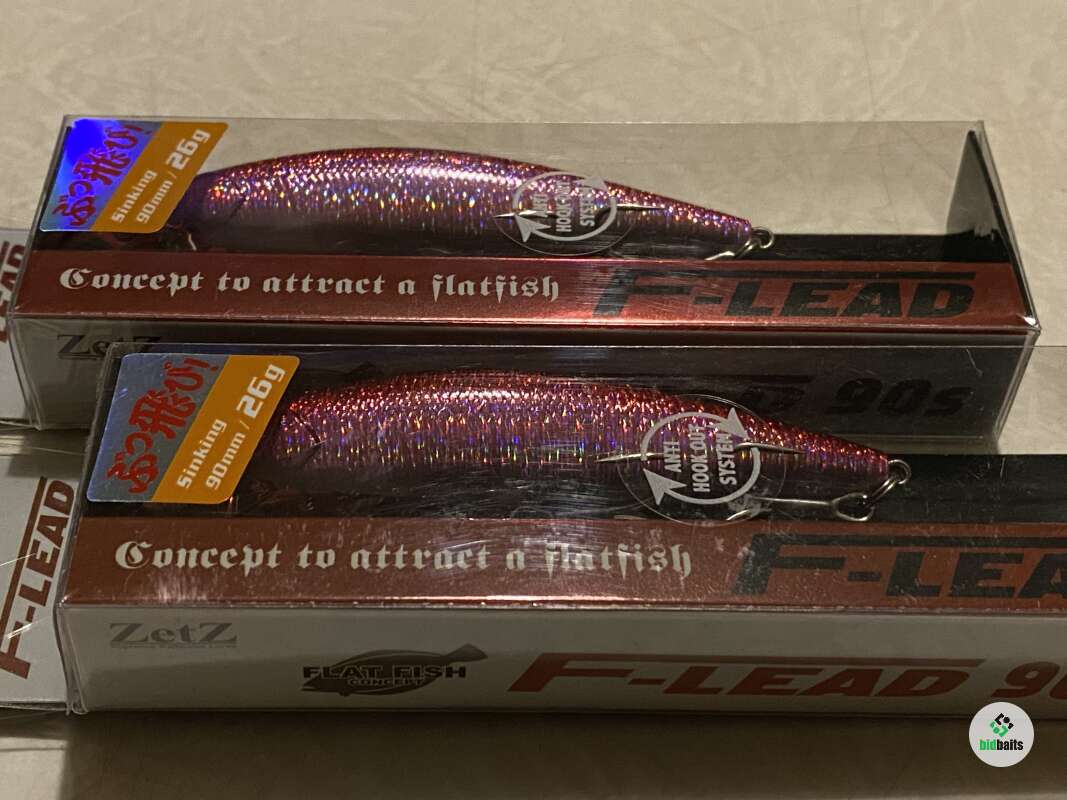 ぶっ飛び!
Sinking
90mm / 26g
ANTI
HOOK-OUT
SYSTEM
Concept to attract a flatfish
F-LEAD
ZetZ
90s
ぶっ飛び!
Sinking
90mm / 26g
ANTI
HOOK-OUT
SYSTEM
Concept to attract a flatfish
F-LEA
F-LEAD
ZetZ
FLAT FISH
CONCEPT
F-LEAD 90
bidbaits